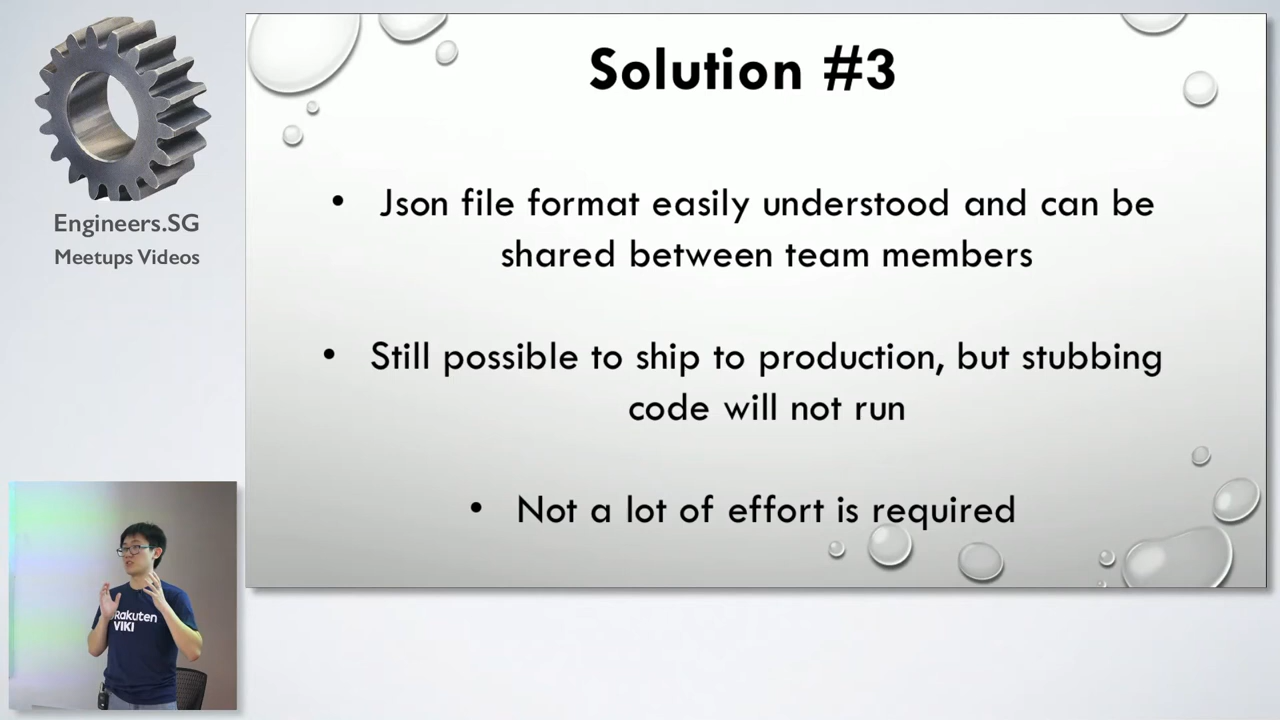 Solution #3
• Json file format easily understood and can be
shared between team members
• Still possible to ship to production, but stubbing
code will not run
• Not a lot of effort is required
Engineers.SG
Meetups Videos
Rakuten
VIKI